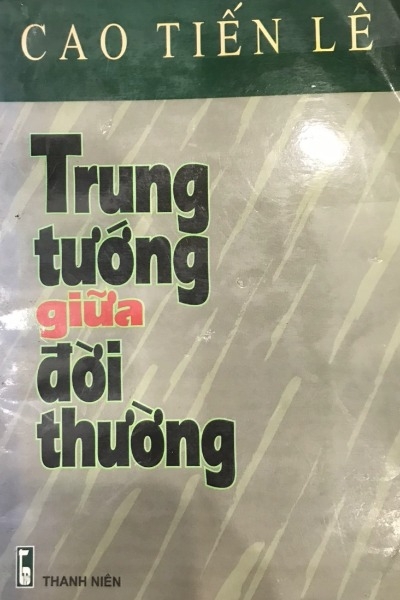 CAO TIẾN LÊ
Trung
tướng
giữa
đời
thường
THANH NIÊN